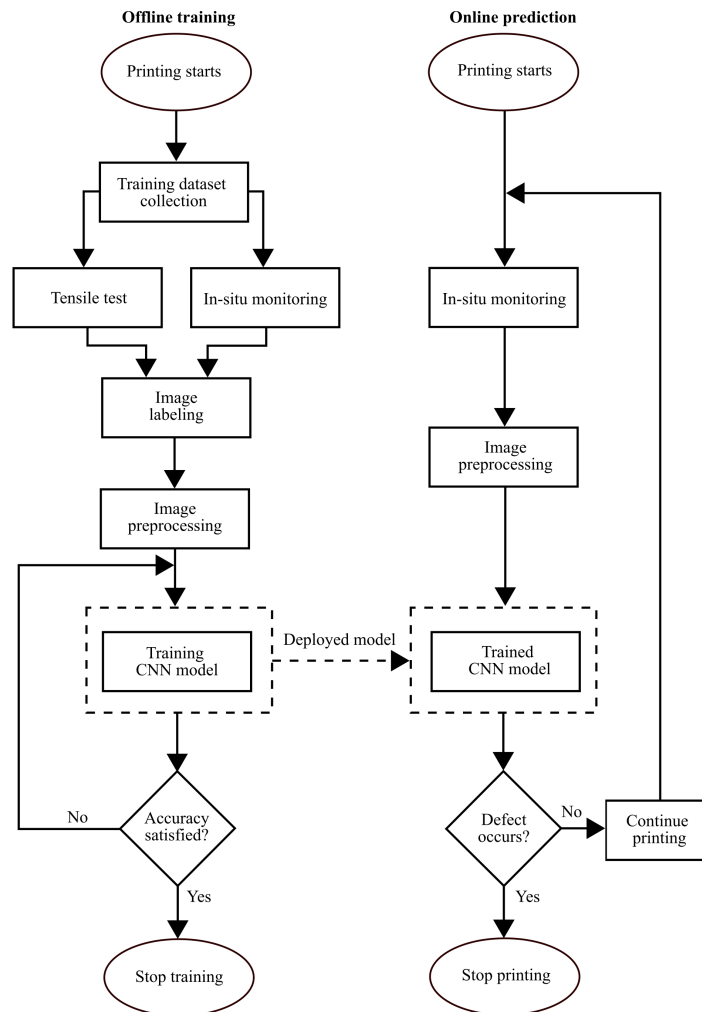 Offline training
Printing starts
Training dataset
collection
Tensile test
In-situ monitoring
Image
labeling
Image
preprocessing
Training
CNN model
No
Accuracy
satisfied?
Yes
Stop training
Deployed model
Online prediction
Printing starts
In-situ monitoring
Image
preprocessing
Trained
CNN model
Defect
occurs?
No
Continue
printing
Yes
Stop printing